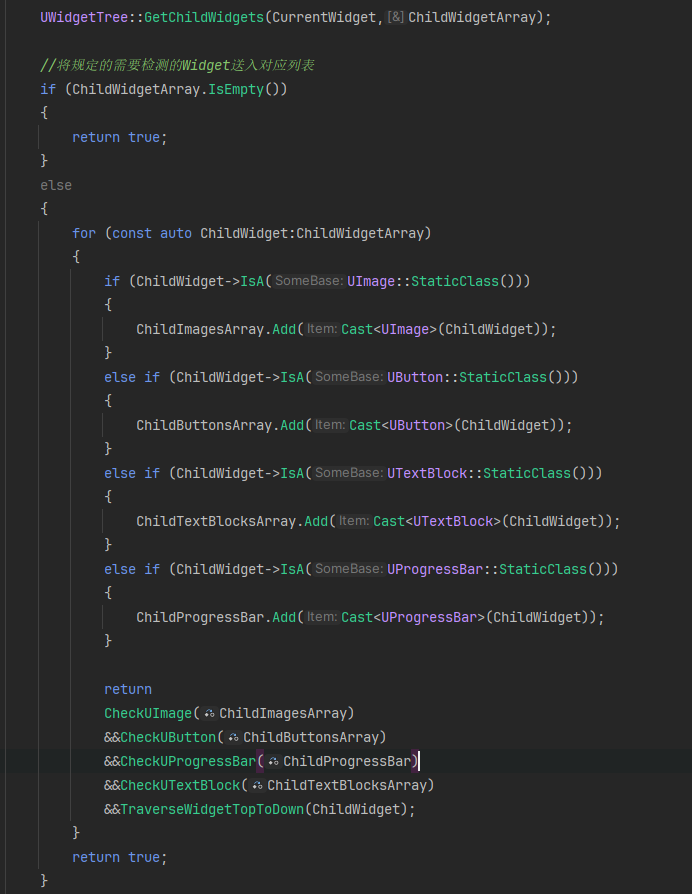 UWidgetTree::GetChildWidgets(CurrentWidget,[&]ChildWidgetArray);
//将规定的需要检测的Widget送入对应列表
if (ChildWidgetArray.IsEmpty())
{
return true;
}
else
{
for (const auto ChildWidget:ChildWidgetArray)
{
if (ChildWidget->IsA(SomeBase:UImage::StaticClass()))
{
ChildImagesArray.Add(Item:Cast<UImage>(ChildWidget));
}
else if (ChildWidget->IsA(SomeBase:UButton::StaticClass()))
{
ChildButtonsArray.Add(Item:Cast<UButton>(ChildWidget));
}
else if (ChildWidget->IsA(SomeBase:UTextBlock::StaticClass()))
{
ChildTextBlocksArray.Add(Item:Cast<UTextBlock>(ChildWidget));
}
else if (ChildWidget->IsA(SomeBase:UProgressBar::StaticClass()))
{
ChildProgressBar.Add(Item:Cast<UProgressBar>(ChildWidget));
}
return
CheckUImage(ChildImagesArray)
&&CheckUButton(ChildButtonsArray)
&&CheckUProgressBar(ChildProgressBar)
&&CheckUTextBlock(ChildTextBlocksArray)
&&TraverseWidgetTopToDown(ChildWidget);
}
return true;
}